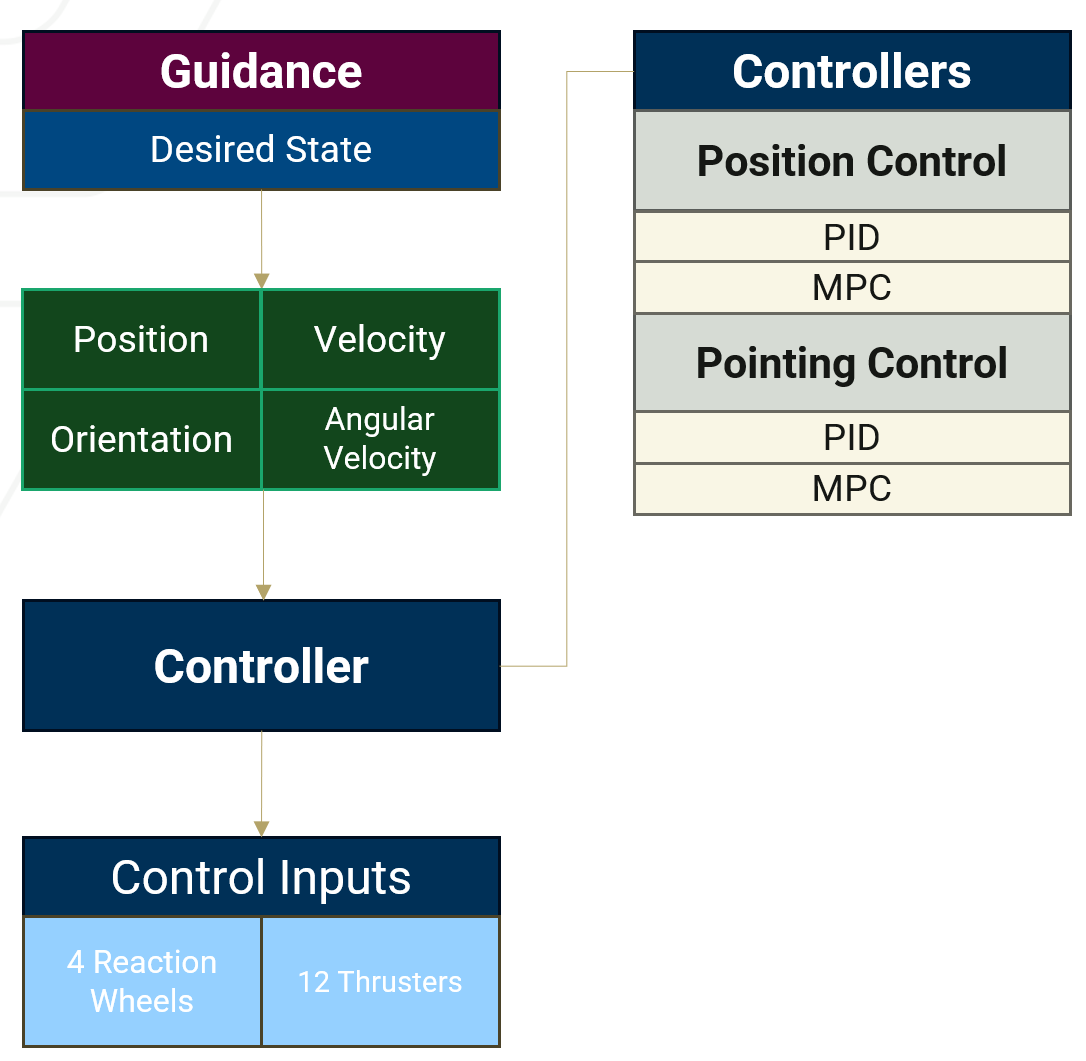 Guidance
Desired State
Position
Velocity
Orientation
Angular
Velocity
Controller
Control Inputs
4 Reaction
Wheels
12 Thrusters
Controllers
Position Control
PID
MPC
Pointing Control
PID
MPC